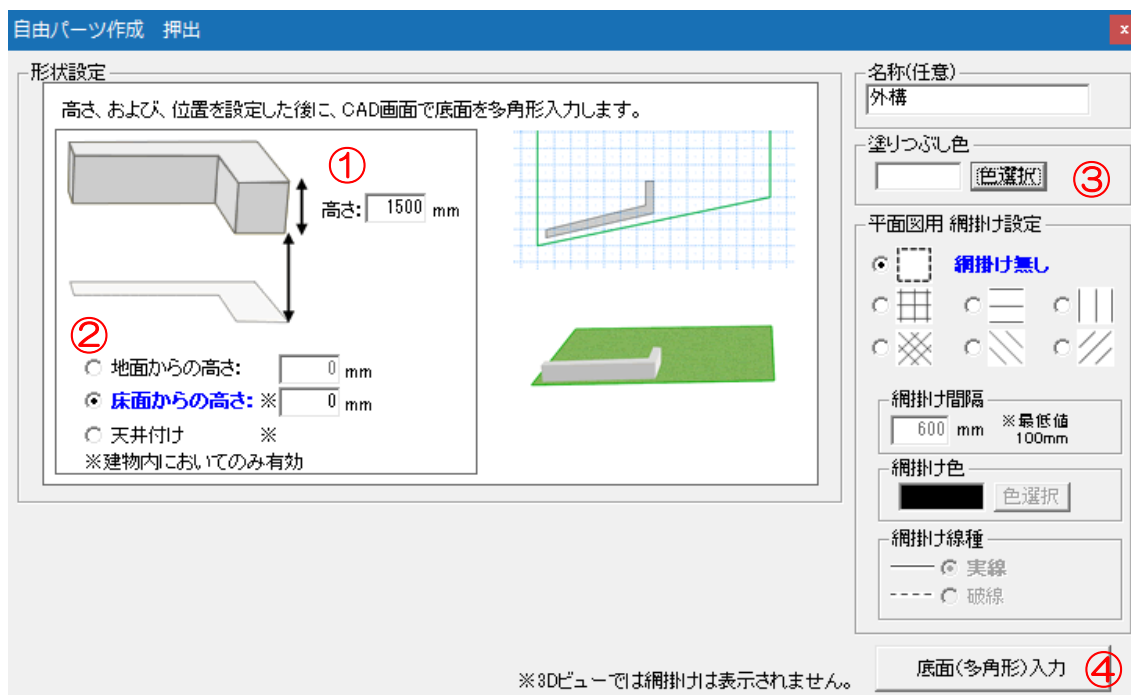 自由パーツ作成　押出
x
形状設定
高さ、および、位置を設定した後に、CAD画面で底面を多角形入力します。
①
高さ: 1500 mm
②
地面からの高さ: 0 mm
床面からの高さ: ※ 0 mm
天井付け ※
※建物内においてのみ有効
名称(任意)
外構
塗りつぶし色
色選択 ③
平面図用 網掛け設定
網掛け無し
網掛け間隔
600 mm ※最低値
100mm
網掛け色
色選択
網掛け線種
実線
破線
※3Dビューでは網掛けは表示されません。
底面(多角形)入力 ④